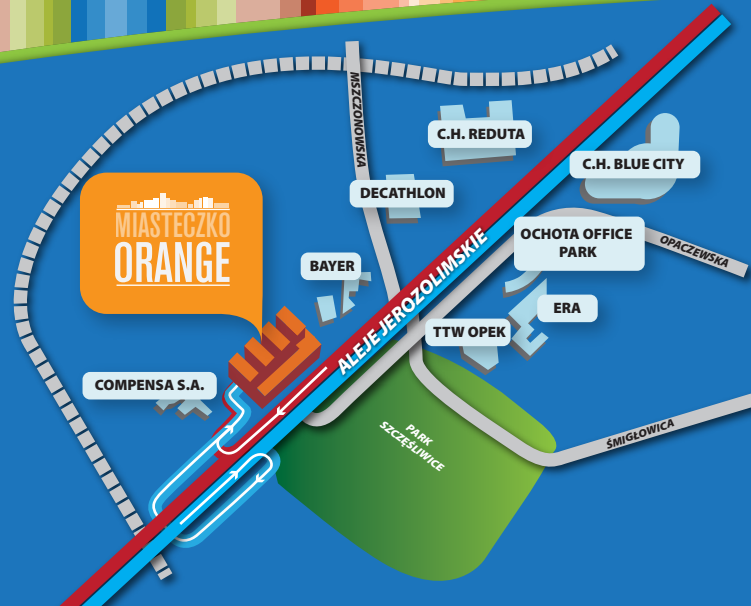 MSZCZONOWSKA
C.H. REDUTA
C.H. BLUE CITY
DECATHLON
MIASTECZKO
ORANGE
OCHOTA OFFICE
PARK
OPACZEWSKA
BAYER
ALEJE JEROZOLIMSKIE
ERA
TTW OPEK
COMPENSA S.A.
PARK
SZCZĘŚLIWICE
ŚMIGŁOWICA